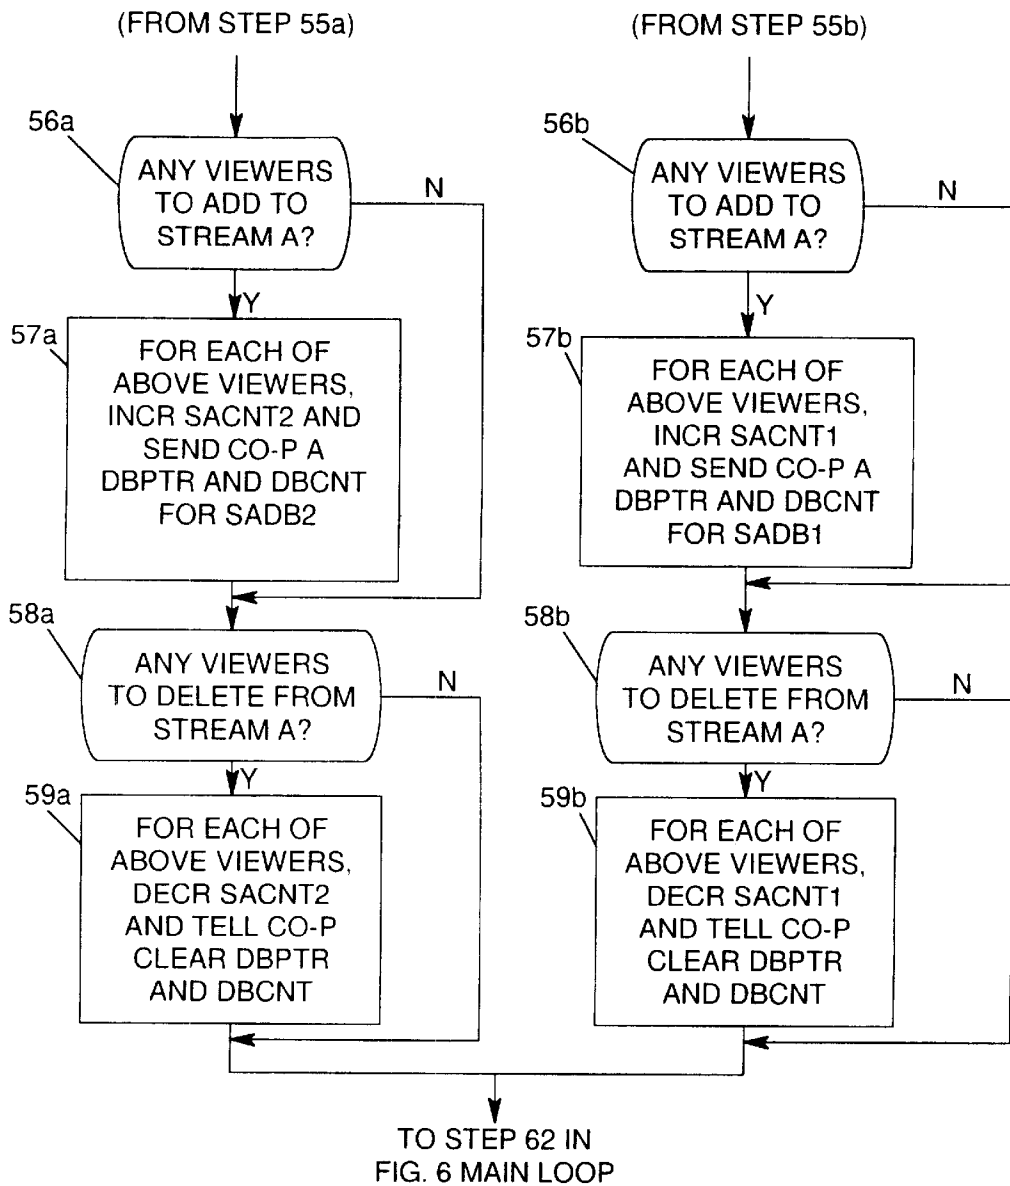 (FROM STEP 55a)
56a
ANY VIEWERS
TO ADD TO
STREAM A?
N
Y
57a
FOR EACH OF
ABOVE VIEWERS,
INCR SACNT2 AND
SEND CO-P A
DBPTR AND DBCNT
FOR SADB2
58a
ANY VIEWERS
TO DELETE FROM
STREAM A?
N
Y
59a
FOR EACH OF
ABOVE VIEWERS,
DECR SACNT2
AND TELL CO-P
CLEAR DBPTR
AND DBCNT
(FROM STEP 55b)
56b
ANY VIEWERS
TO ADD TO
STREAM A?
N
Y
57b
FOR EACH OF
ABOVE VIEWERS,
INCR SACNT1
AND SEND CO-P A
DBPTR AND DBCNT
FOR SADB1
58b
ANY VIEWERS
TO DELETE FROM
STREAM A?
N
Y
59b
FOR EACH OF
ABOVE VIEWERS,
DECR SACNT1
AND TELL CO-P
CLEAR DBPTR
AND DBCNT
TO STEP 62 IN
FIG. 6 MAIN LOOP